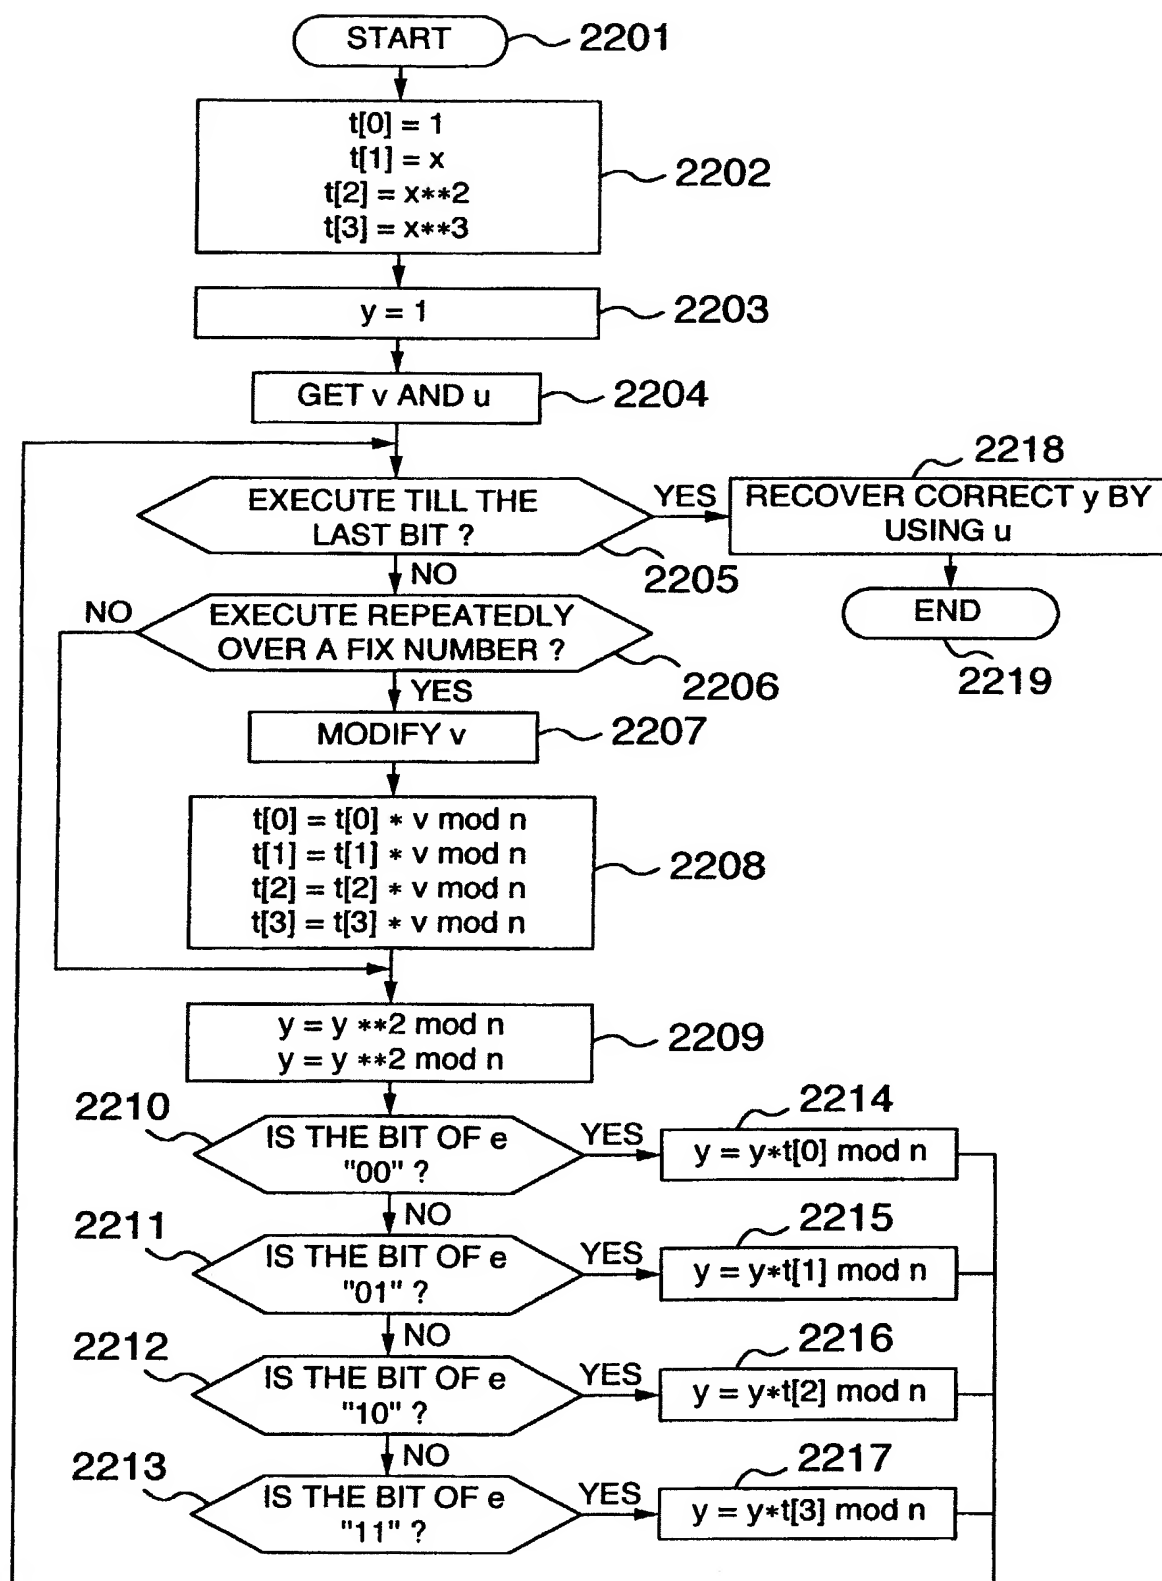 START
2201
t[0] = 1
t[1] = x
t[2] = x**2
t[3] = x**3
2202
y = 1
2203
GET v AND u
2204
EXECUTE TILL THE
LAST BIT ?
2205
YES
2218
RECOVER CORRECT y BY
USING u
END
2219
NO
NO
EXECUTE REPEATEDLY
OVER A FIX NUMBER ?
2206
YES
MODIFY v
2207
t[0] = t[0] * v mod n
t[1] = t[1] * v mod n
t[2] = t[2] * v mod n
t[3] = t[3] * v mod n
2208
y = y **2 mod n
y = y **2 mod n
2209
2210
IS THE BIT OF e
"00" ?
YES
2214
y = y*t[0] mod n
NO
2211
IS THE BIT OF e
"01" ?
YES
2215
y = y*t[1] mod n
NO
2212
IS THE BIT OF e
"10" ?
YES
2216
y = y*t[2] mod n
NO
2213
IS THE BIT OF e
"11" ?
YES
2217
y = y*t[3] mod n